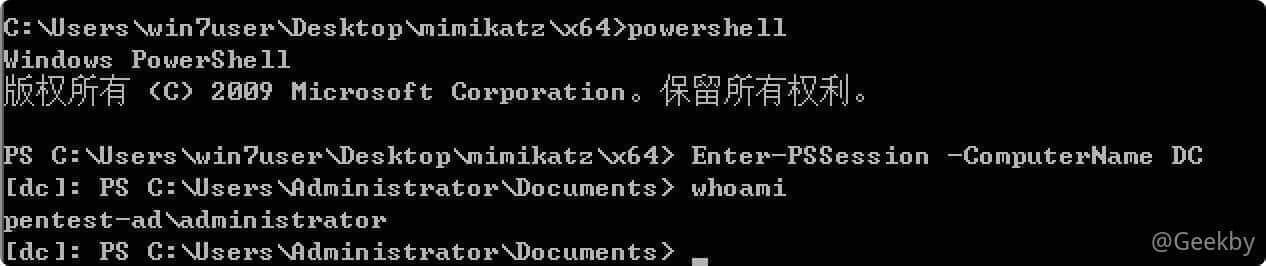 C:\Users\win7user\Desktop\mimikatz\x64>powershell
Windows PowerShell
版权所有 (C) 2009 Microsoft Corporation。保留所有权利。
PS C:\Users\win7user\Desktop\mimikatz\x64> Enter-PSSession -ComputerName DC
[dc]: PS C:\Users\Administrator\Documents> whoami
pentest-ad\administrator
[dc]: PS C:\Users\Administrator\Documents> _
@Geekby